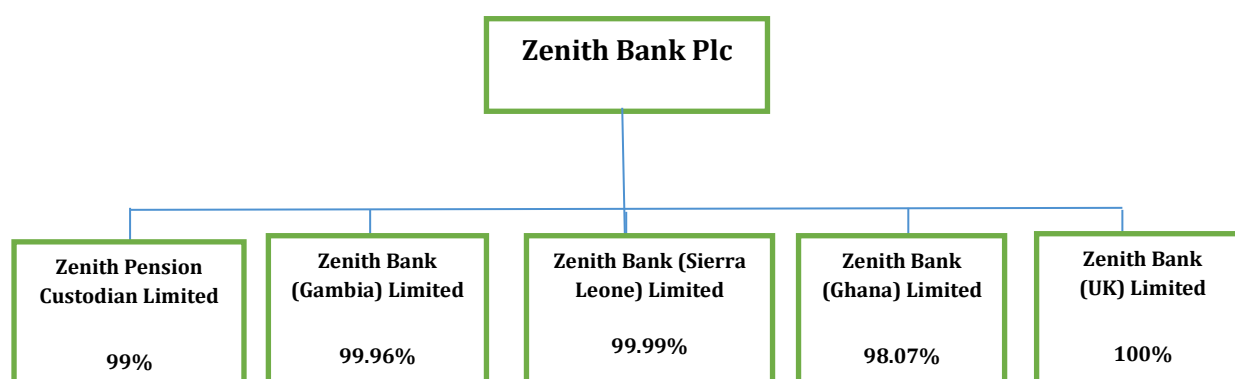 Zenith Bank Plc
Zenith Pension
Custodian Limited
99%
Zenith Bank
(Gambia) Limited
99.96%
Zenith Bank (Sierra
Leone) Limited
99.99%
Zenith Bank
(Ghana) Limited
98.07%
Zenith Bank
(UK) Limited
100%